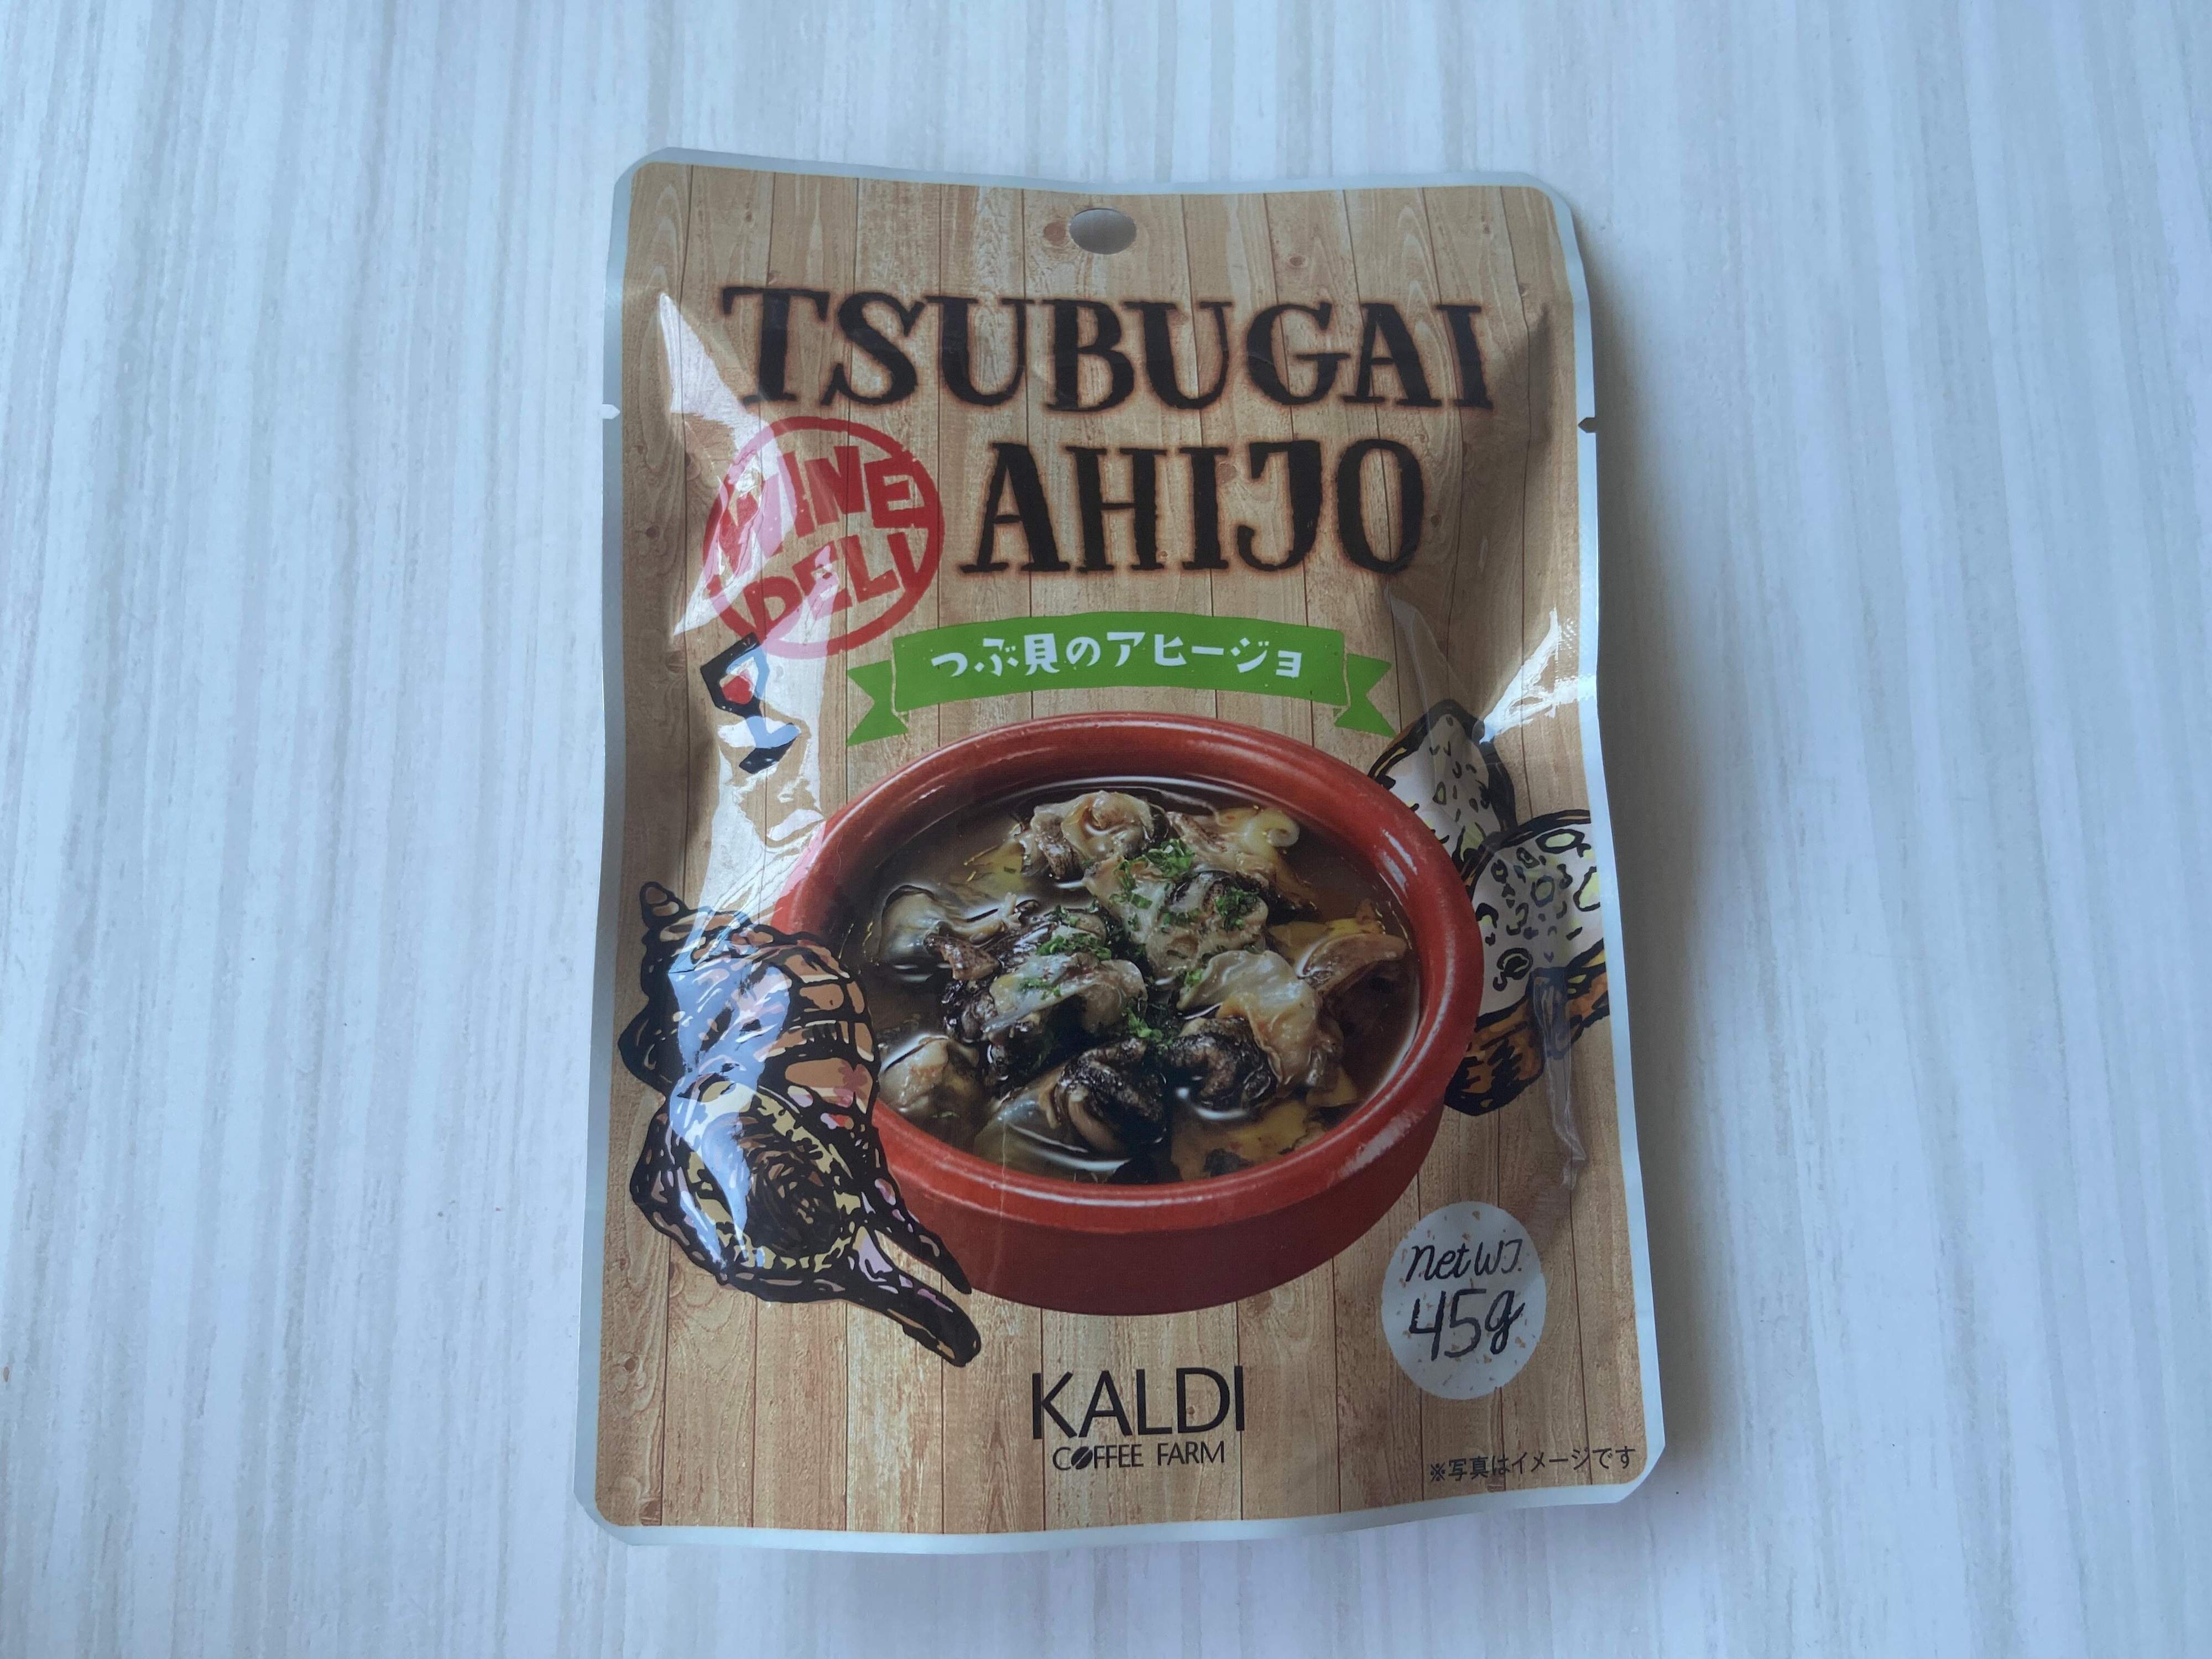 TSUBUGAI
AHIJO
WINE
DELI
つぶ貝のアヒージョ
Net WT.
45g
KALDI
COFFEE FARM
※写真はイメージです